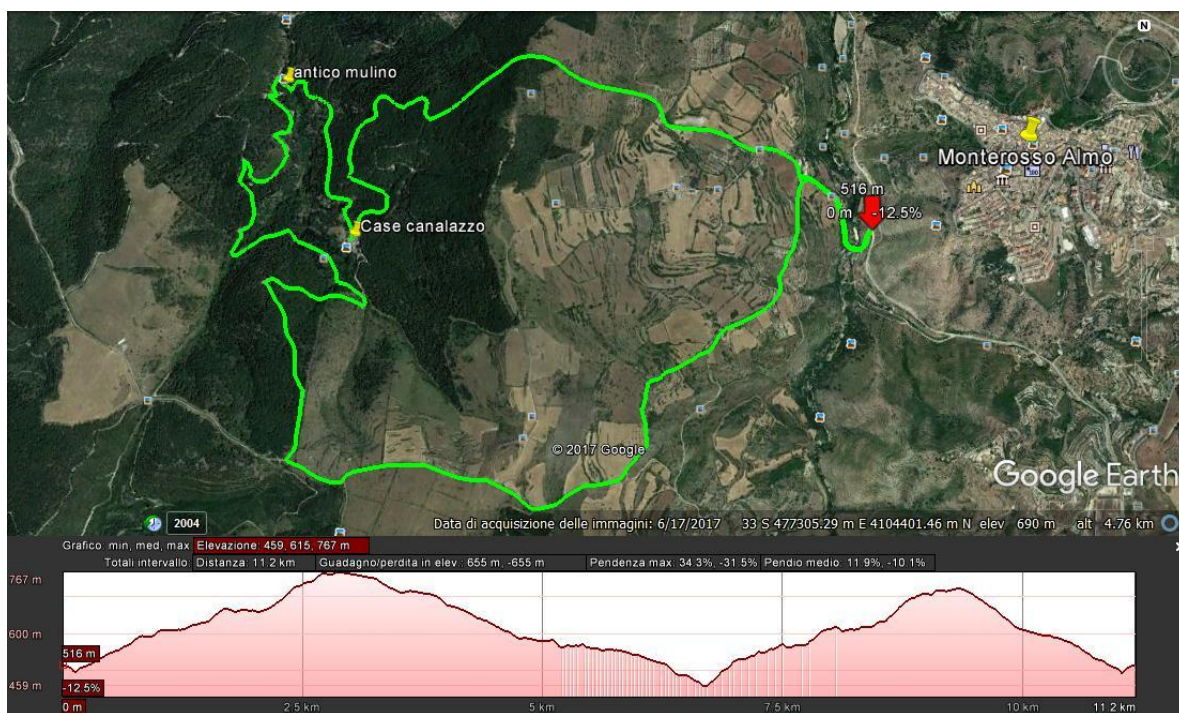 N
antico mulino
Monterosso Almo
516 m
0 m -12.5%
Case canalazzo
© 2017 Google
Google Earth
2004
Data di acquisizione delle immagini: 6/17/2017 33 S 477305.29 m E 4104401.46 m N elev 690 m alt 4.76 km
Grafico min, med, max Elevazione: 459, 615, 767 m
Totali intervallo: Distanza: 11.2 km Guadagno/perdita in elev.: 655 m, -655 m Pendenza max: 34.3%, -31.5% Pendio medio: 11.9%, -10.1%
767 m
600 m
516 m
459 m
-12.5%
0 m 2.5 km 5 km 7.5 km 10 km 11.2 km